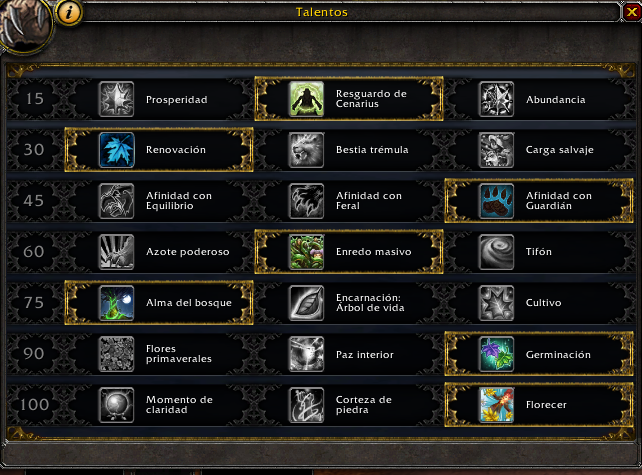 Talentos
15
Prosperidad
Resguardo de
Cenarius
Abundancia
30
Renovación
Bestia trémula
Carga salvaje
45
Afinidad con
Equilibrio
Afinidad con
Feral
Afinidad con
Guardián
60
Azote poderoso
Enredo masivo
Tifón
75
Alma del bosque
Encarnación:
Árbol de vida
Cultivo
90
Flores
primaverales
Paz interior
Germinación
100
Momento de
claridad
Corteza de
piedra
Florecer